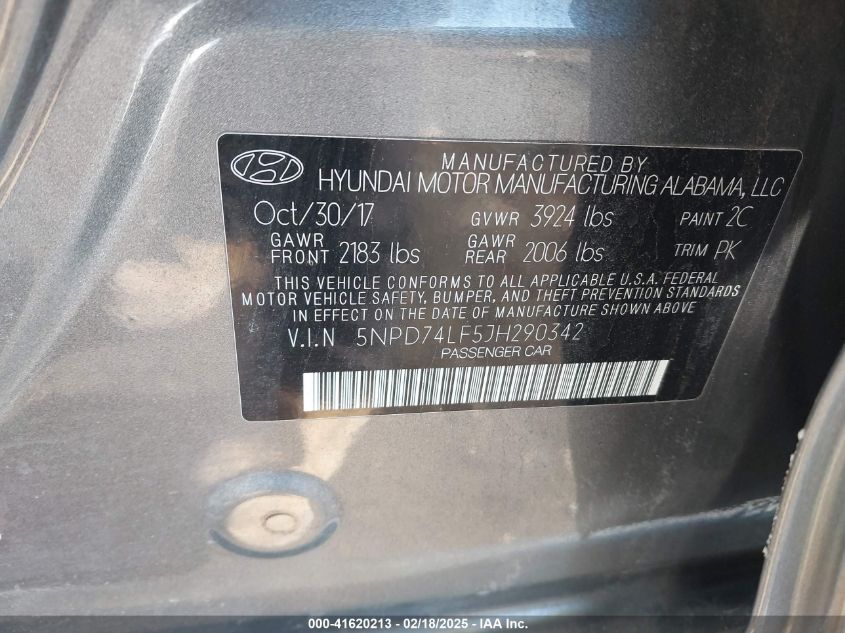 MANUFACTURED BY
HYUNDAI MOTOR MANUFACTURING ALABAMA, LLC
Oct/30/17 GVWR 3924 lbs PAINT 2C
GAWR FRONT 2183 lbs GAWR REAR 2006 lbs TRIM PK
THIS VEHICLE CONFORMS TO ALL APPLICABLE U.S.A. FEDERAL
MOTOR VEHICLE SAFETY, BUMPER, AND THEFT PREVENTION STANDARDS
IN EFFECT ON THE DATE OF MANUFACTURE SHOWN ABOVE.
V.I.N 5NPD74LF5JH290342
PASSENGER CAR
000-41620213 - 02/18/2025 - IAA Inc.